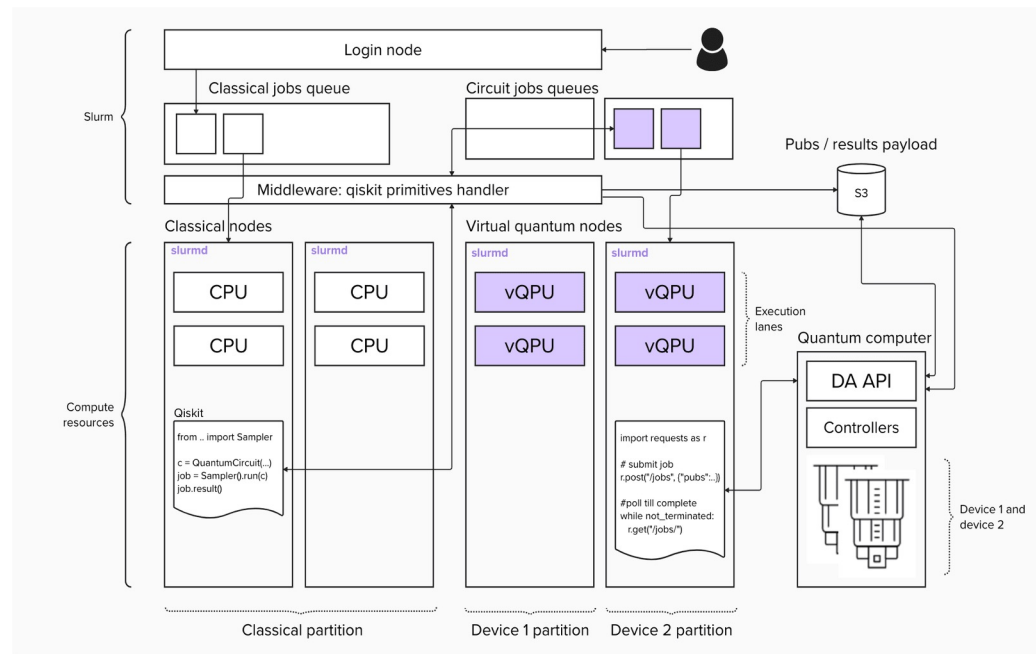 Login node
Classical jobs queue
Circuit jobs queues
Slurm
Pubs / results payload
S3
Middleware: qiskit primitives handler
Classical nodes
Virtual quantum nodes
slurmd
slurmd
slurmd
slurmd
CPU
CPU
vQPU
vQPU
CPU
CPU
vQPU
vQPU
Execution
lanes
Quantum computer
DA API
Controllers
Compute
resources
Qiskit
from .. import Sampler
c = QuantumCircuit(...)
job = Sampler().run(c)
job.result()
import requests as r
# submit job
r.post("/jobs", {"pubs":..})
#poll till complete
while not_terminated:
r.get("/jobs/")
Device 1 and
device 2
Classical partition
Device 1 partition
Device 2 partition